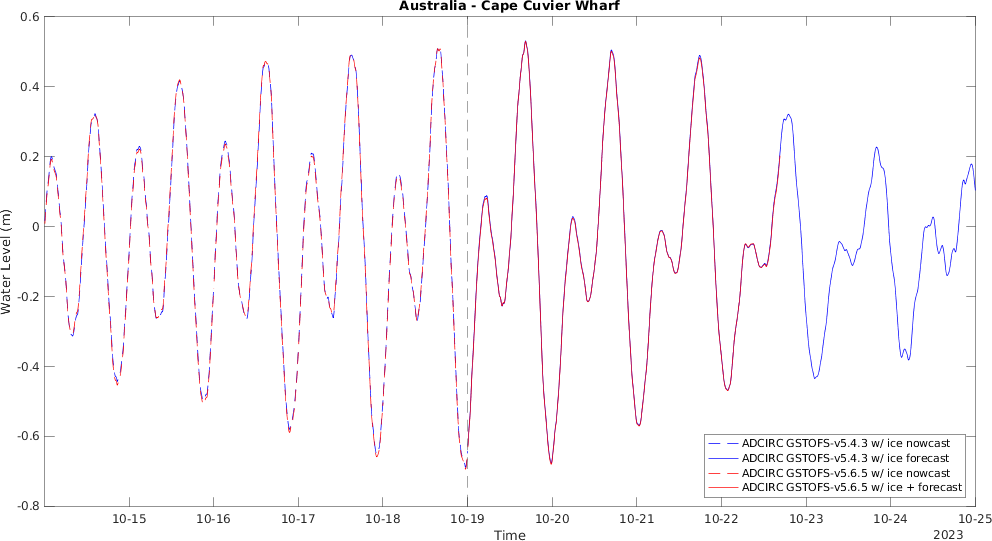 Australia - Cape Cuvier Wharf
0.6
0.4
0.2
0
-0.2
-0.4
-0.6
-0.8
Water Level (m)
ADCIRC GSTOFS-v5.4.3 w/ ice nowcast
ADCIRC GSTOFS-v5.4.3 w/ ice forecast
ADCIRC GSTOFS-v5.6.5 w/ ice nowcast
ADCIRC GSTOFS-v5.6.5 w/ ice + forecast
10-15 10-16 10-17 10-18 10-19 10-20 10-21 10-22 10-23 10-24 10-25
Time
2023